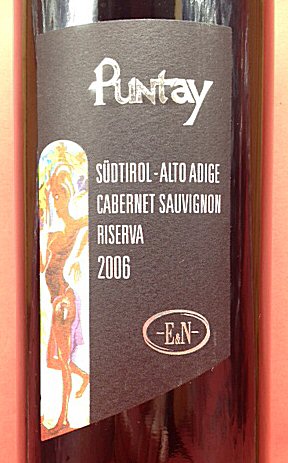 Puntay
SÜDTIROL-ALTO ADIGE
CABERNET SAUVIGNON
RISERVA
2006
-E&N-